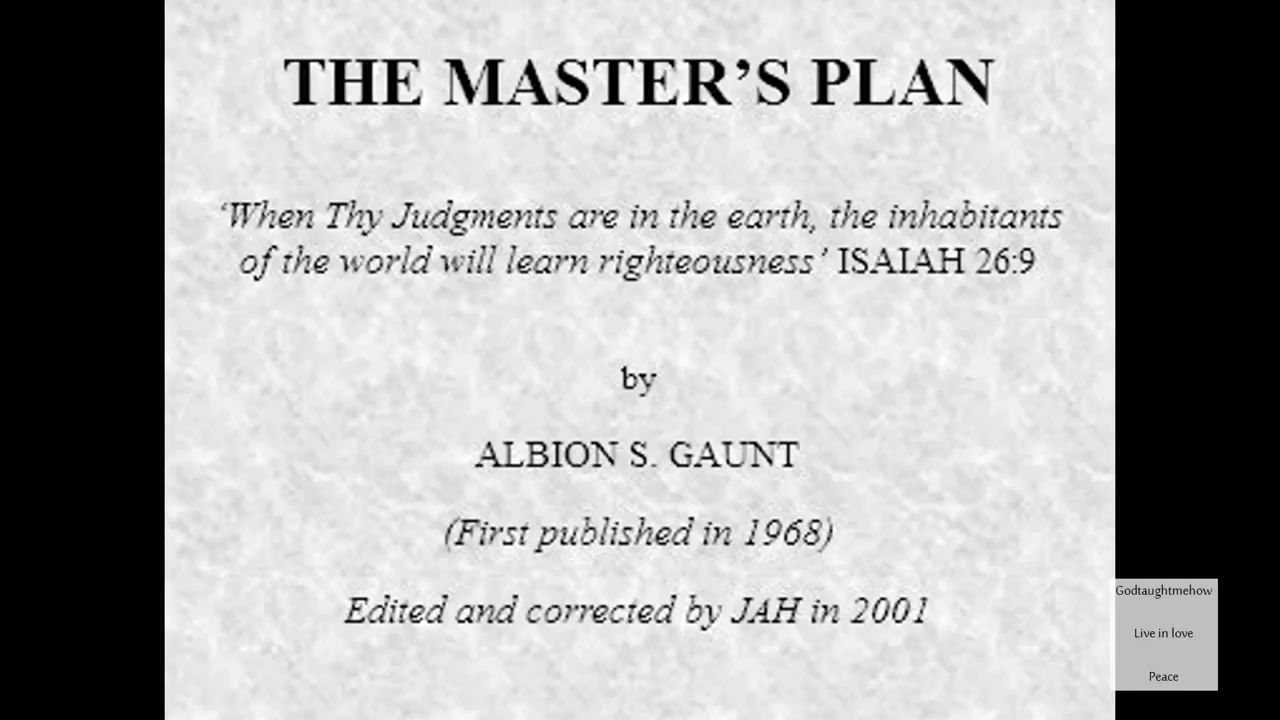 THE MASTER’S PLAN
‘When Thy Judgments are in the earth, the inhabitants
of the world will learn righteousness’ ISAIAH 26:9
by
ALBION S. GAUNT
(First published in 1968)
Edited and corrected by JAH in 2001
Godtaughtmehow
Live in love
Peace